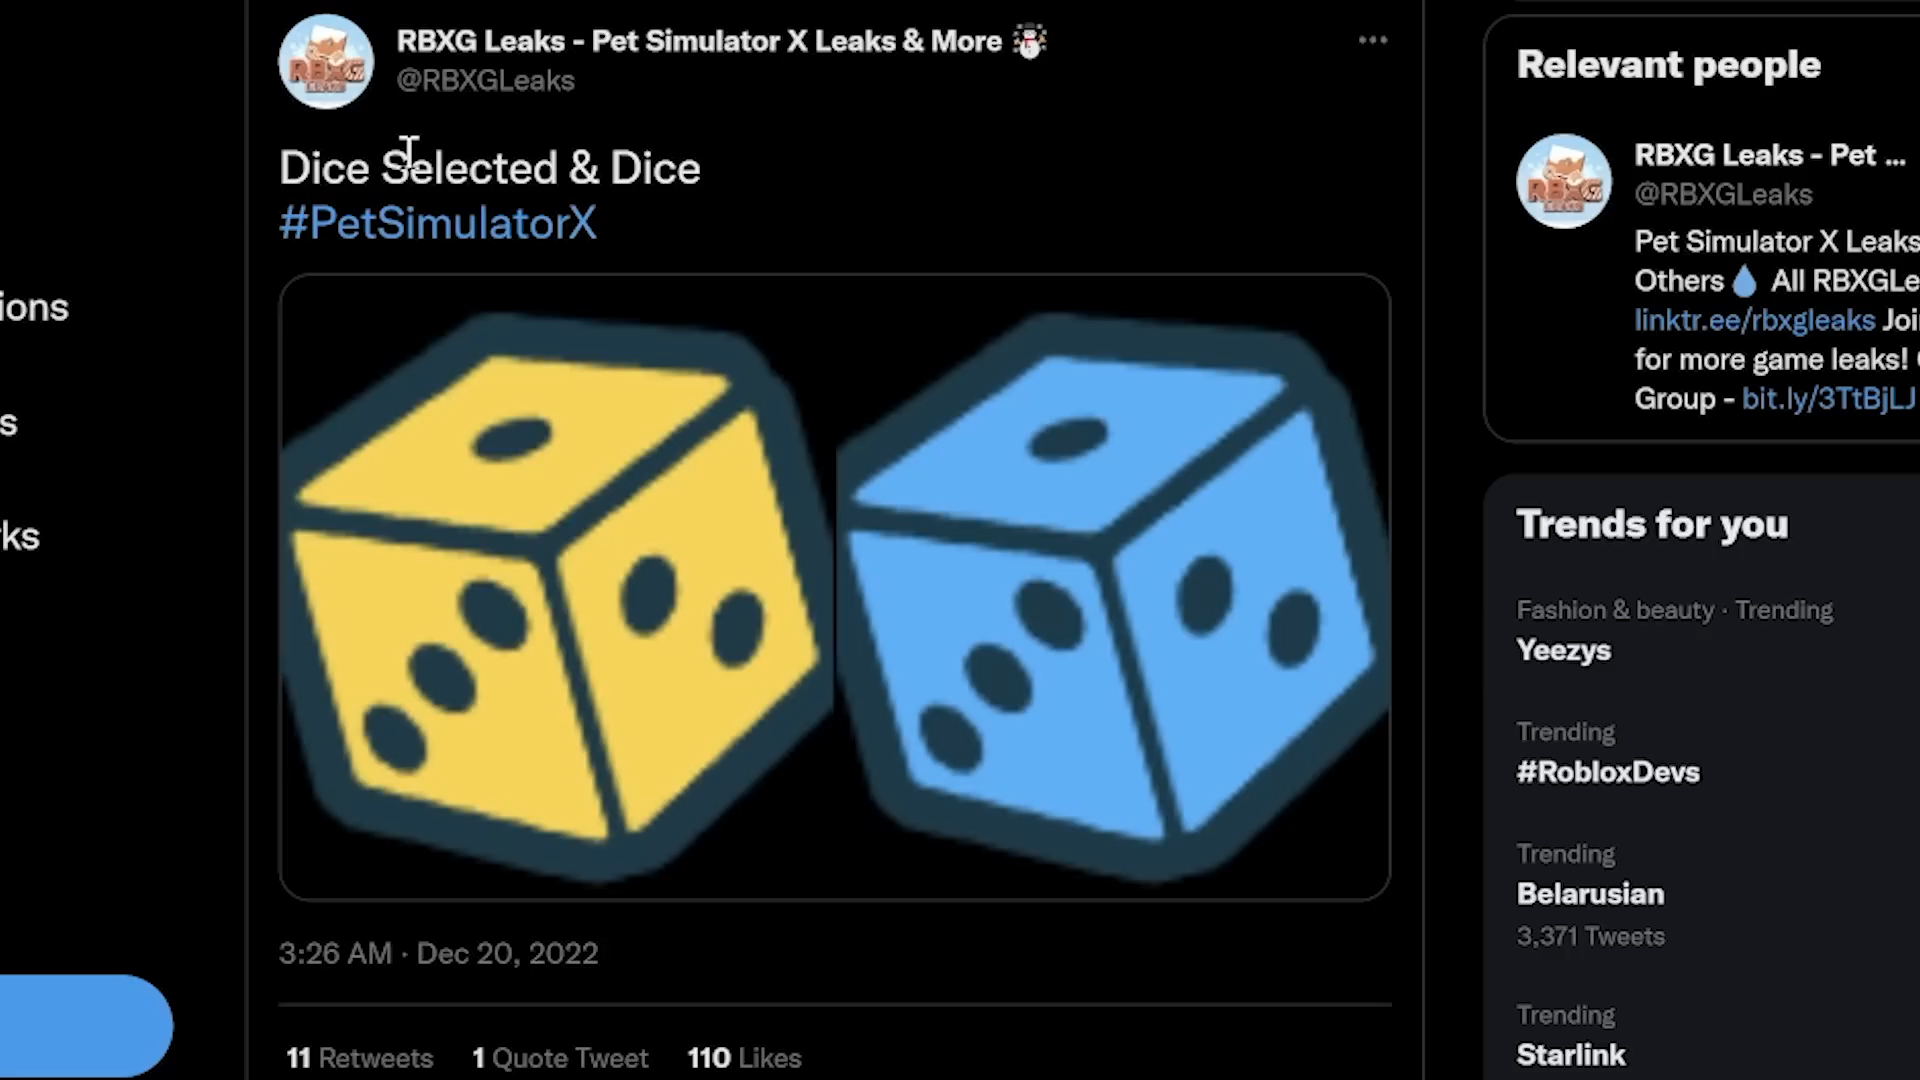 RBXG Leaks - Pet Simulator X Leaks & More
@RBXGLeaks
Dice Selected & Dice
#PetSimulatorX
3:26 AM · Dec 20, 2022
11 Retweets 1 Quote Tweet 110 Likes
ions
s
ks
Relevant people
RBXG Leaks - Pet ...
@RBXGLeaks
Pet Simulator X Leaks
Others 💧 All RBXGLe
linktr.ee/rbxgleaks Joi
for more game leaks!
Group - bit.ly/3TtBjLJ
Trends for you
Fashion & beauty · Trending
Yeezys
Trending
#RobloxDevs
Trending
Belarusian
3,371 Tweets
Trending
Starlink